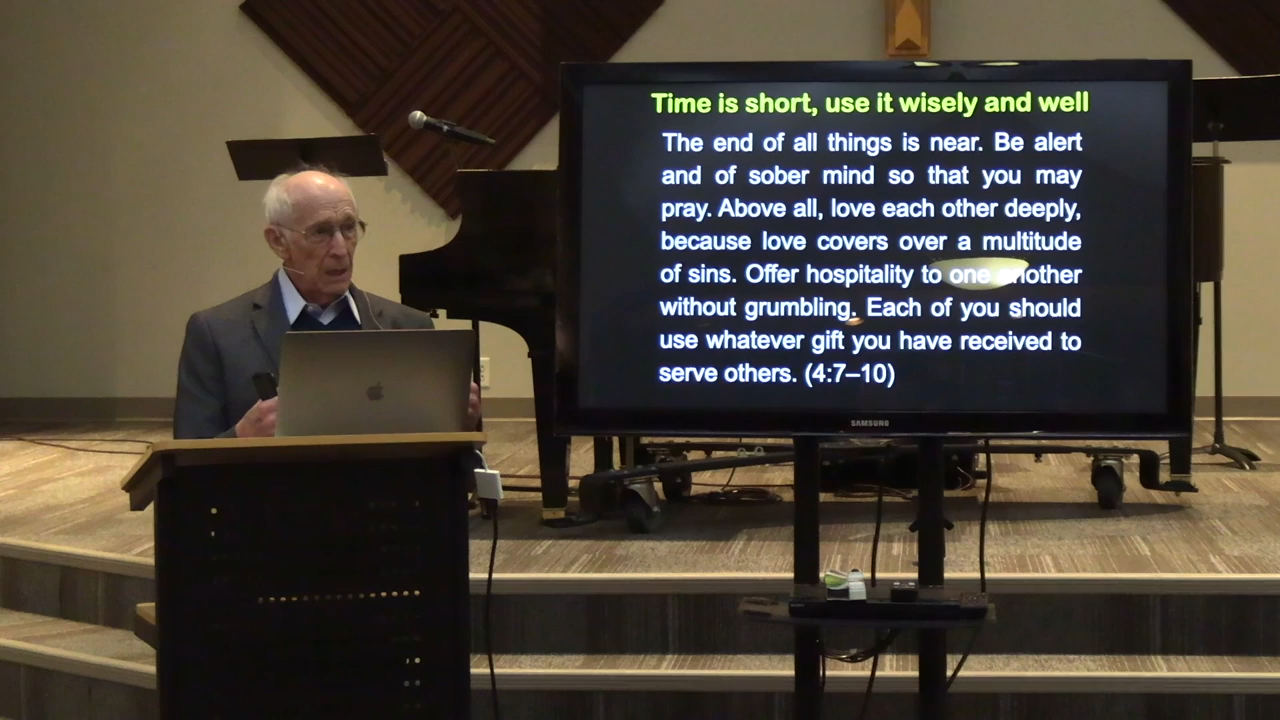 Time is short, use it wisely and well
The end of all things is near. Be alert
and of sober mind so that you may
pray. Above all, love each other deeply,
because love covers over a multitude
of sins. Offer hospitality to one another
without grumbling. Each of you should
use whatever gift you have received to
serve others. (4:7–10)
SAMSUNG